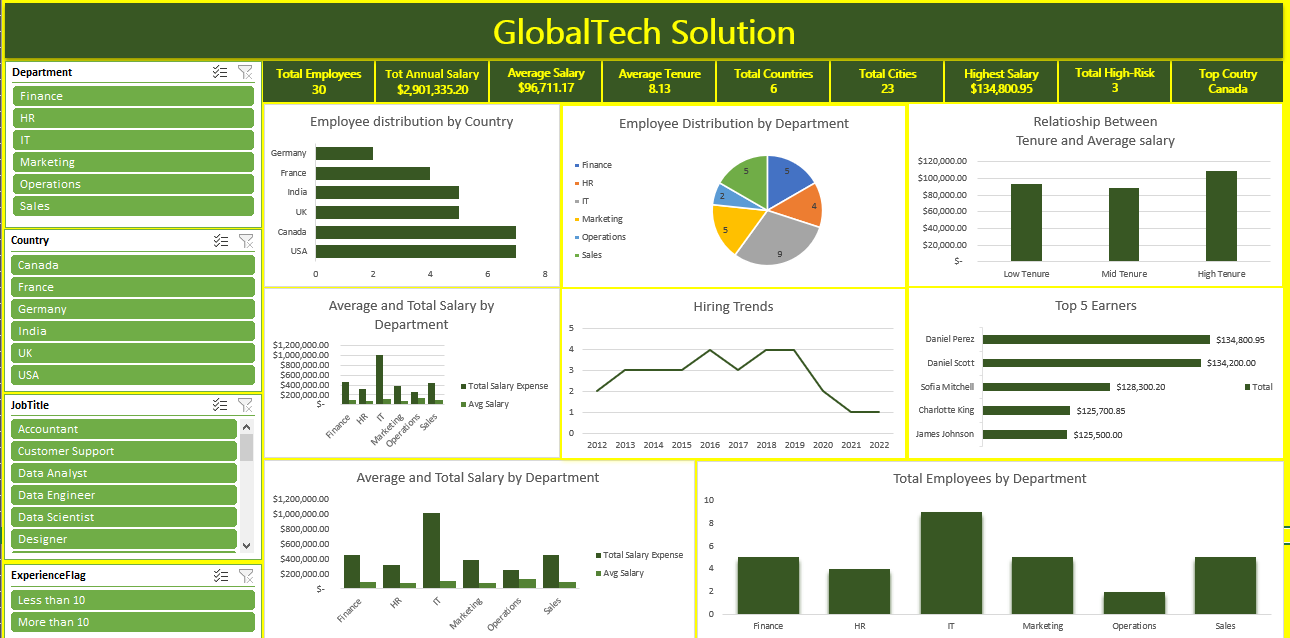 GlobalTech Solution
Department
Finance
HR
IT
Marketing
Operations
Sales
Country
Canada
France
Germany
India
UK
USA
JobTitle
Accountant
Customer Support
Data Analyst
Data Engineer
Data Scientist
Designer
ExperienceFlag
Less than 10
More than 10
Total Employees
30
Tot Annual Salary
$2,901,335.20
Average Salary
$96,711.17
Average Tenure
8.13
Total Countries
6
Total Cities
23
Highest Salary
$134,800.95
Total High-Risk
3
Top Coutry
Canada
Employee distribution by Country
Germany
France
India
UK
Canada
USA
0 2 4 6 8
Employee Distribution by Department
Finance
HR
IT
Marketing
Operations
Sales
5
5
2
4
5
9
Relatioship Between
Tenure and Average salary
$120,000.00
$100,000.00
$80,000.00
$60,000.00
$40,000.00
$20,000.00
$-
Low Tenure Mid Tenure High Tenure
Average and Total Salary by
Department
$1,200,000.00
$1,000,000.00
$800,000.00
$600,000.00
$400,000.00
$200,000.00
$-
Finance
HR
IT
Marketing
Operations
Sales
Total Salary Expense
Avg Salary
Hiring Trends
5
4
3
2
1
0
2012 2013 2014 2015 2016 2017 2018 2019 2020 2021 2022
Top 5 Earners
Daniel Perez $134,800.95
Daniel Scott $134,200.00
Sofia Mitchell $128,300.20
Charlotte King $125,700.85
James Johnson $125,500.00
Total
Average and Total Salary by Department
$1,200,000.00
$1,000,000.00
$800,000.00
$600,000.00
$400,000.00
$200,000.00
$-
Finance
HR
IT
Marketing
Operations
Sales
Total Salary Expense
Avg Salary
Total Employees by Department
10
8
6
4
2
0
Finance HR IT Marketing Operations Sales